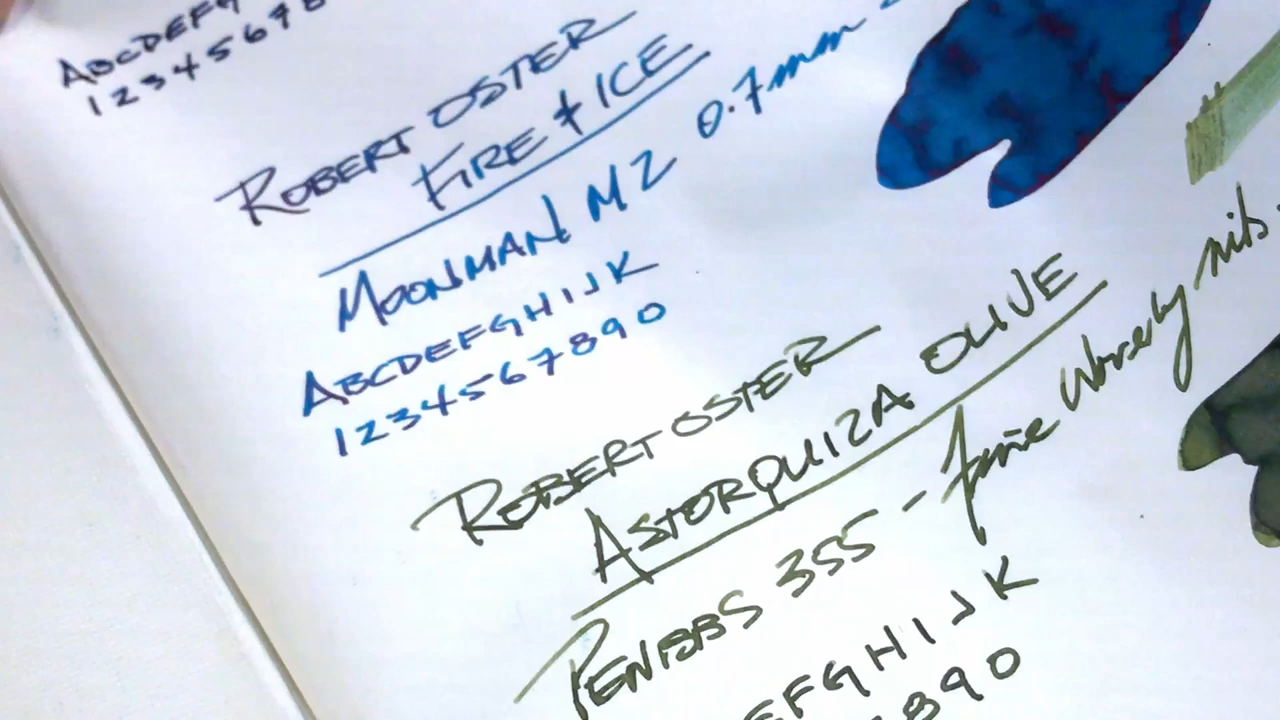 ABCDEFG
12345678
ROBERT OSTER
FIRE & ICE
MOONMAN M2 0.7mm -
ABCDEFGHIJK
1234567890
ROBERT OSTER
ASTORQUIZA OLIVE
PENBBS 355 - Fine Waverly nib.
EFGHIJK
890